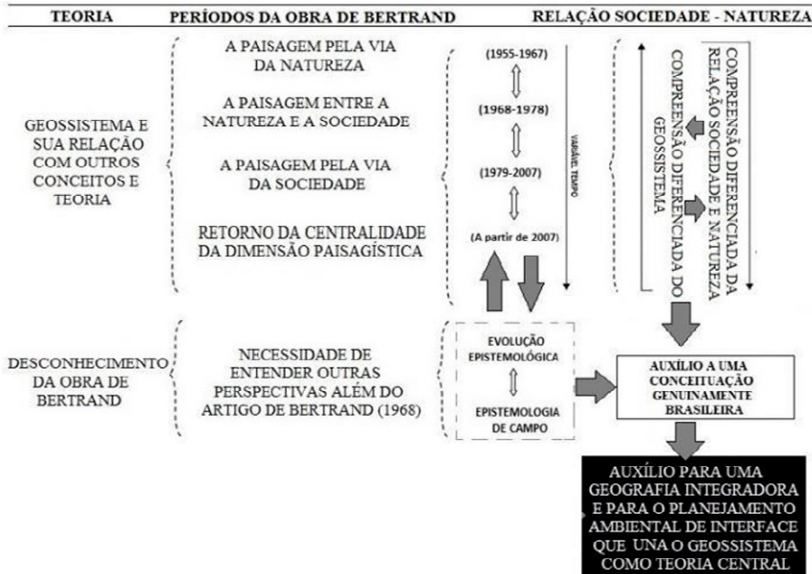 TEORIA
PERÍODOS DA OBRA DE BERTRAND
RELAÇÃO SOCIEDADE - NATUREZA
GEOSSISTEMA E
SUA RELAÇÃO
COM OUTROS
CONCEITOS E
TEORIA
A PAISAGEM PELA VIA
DA NATUREZA
A PAISAGEM ENTRE A
NATUREZA E A SOCIEDADE
A PAISAGEM PELA VIA
DA SOCIEDADE
RETORNO DA CENTRALIDADE
DA DIMENSÃO PAISAGÍSTICA
(1955-1967)
(1968-1978)
(1979-2007)
(A partir de 2007)
VARIÁVEL TEMPO
COMPREENSÃO DIFERENCIADA DA
RELAÇÃO SOCIEDADE E NATUREZA
COMPREENSÃO DIFERENCIADA DO
GEOSSISTEMA
DESCONHECIMENTO
DA OBRA DE
BERTRAND
NECESSIDADE DE
ENTENDER OUTRAS
PERSPECTIVAS ALÉM DO
ARTIGO DE BERTRAND (1968)
EVOLUÇÃO
EPISTEMOLÓGICA
EPISTEMOLOGIA
DE CAMPO
AUXÍLIO A UMA
CONCEITUAÇÃO
GENUINAMENTE
BRASILEIRA
AUXÍLIO PARA UMA
GEOGRAFIA INTEGRADORA
E PARA O PLANEJAMENTO
AMBIENTAL DE INTERFACE
QUE UNA O GEOSSISTEMA
COMO TEORIA CENTRAL